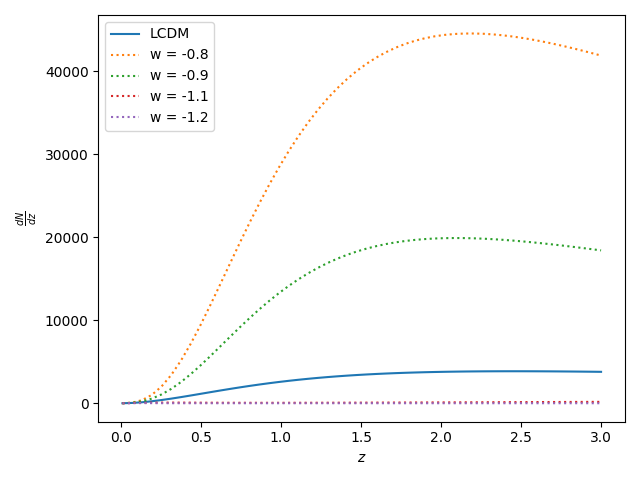 LCDM
w = -0.8
w = -0.9
w = -1.1
w = -1.2
40000
30000
20000
10000
0
dN
dz
0.0 0.5 1.0 1.5 2.0 2.5 3.0
z